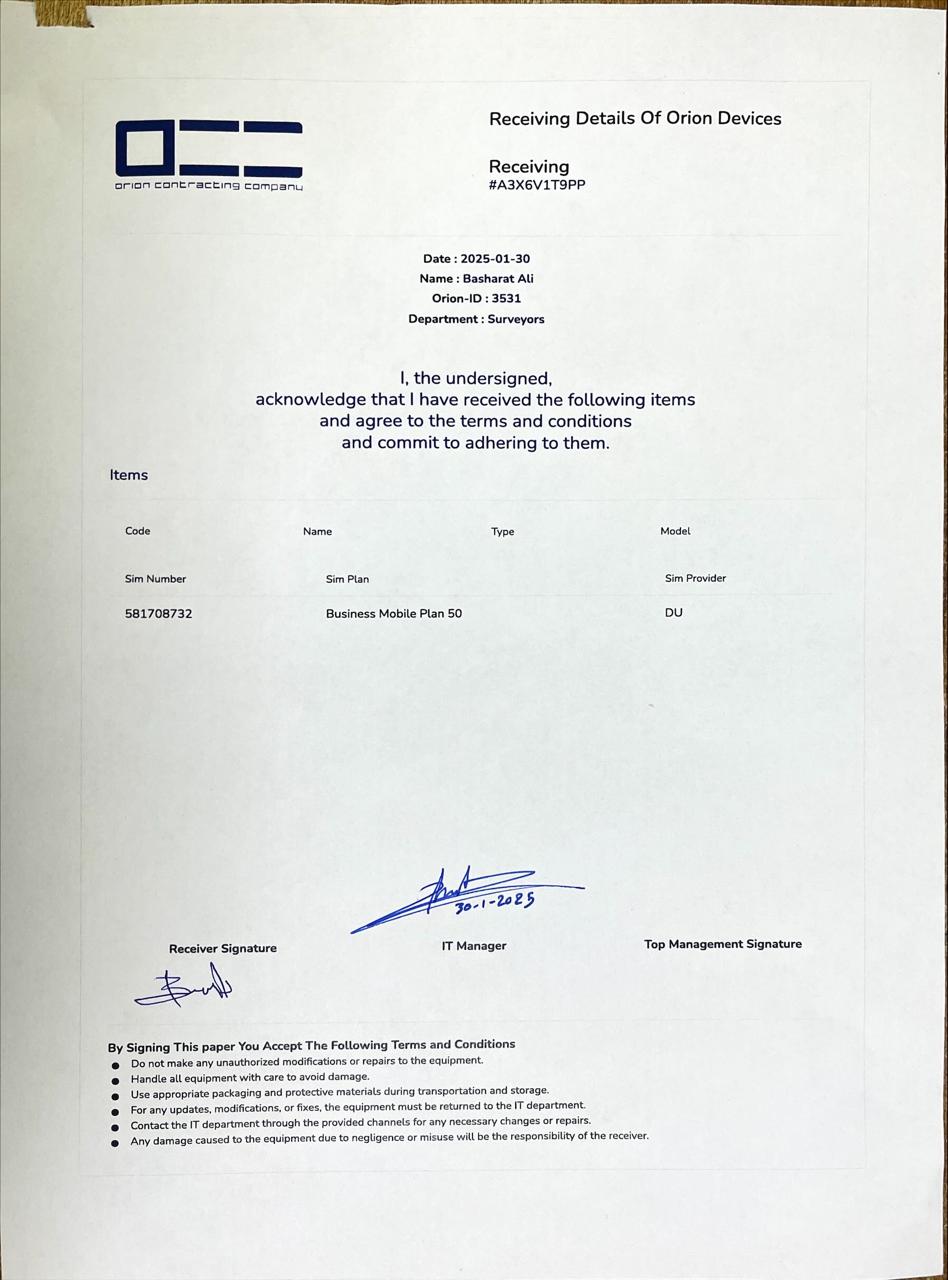 Receiving Details Of Orion Devices
orion contracting company
Receiving
#A3X6V1T9PP
Date : 2025-01-30
Name : Basharat Ali
Orion-ID : 3531
Department : Surveyors
I, the undersigned,
acknowledge that I have received the following items
and agree to the terms and conditions
and commit to adhering to them.
Items
Code Name Type Model
Sim Number Sim Plan Sim Provider
581708732 Business Mobile Plan 50 DU
30-1-2025
Receiver Signature IT Manager Top Management Signature
By Signing This paper You Accept The Following Terms and Conditions
● Do not make any unauthorized modifications or repairs to the equipment.
● Handle all equipment with care to avoid damage.
● Use appropriate packaging and protective materials during transportation and storage.
● For any updates, modifications, or fixes, the equipment must be returned to the IT department.
● Contact the IT department through the provided channels for any necessary changes or repairs.
● Any damage caused to the equipment due to negligence or misuse will be the responsibility of the receiver.